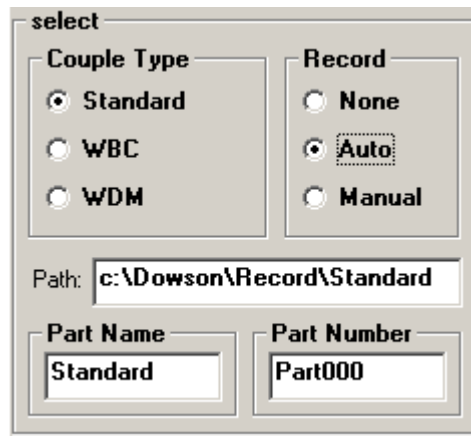 select
Couple Type
Standard
WBC
WDM
Record
None
Auto
Manual
Path: c:\Dowson\Record\Standard
Part Name
Standard
Part Number
Part000